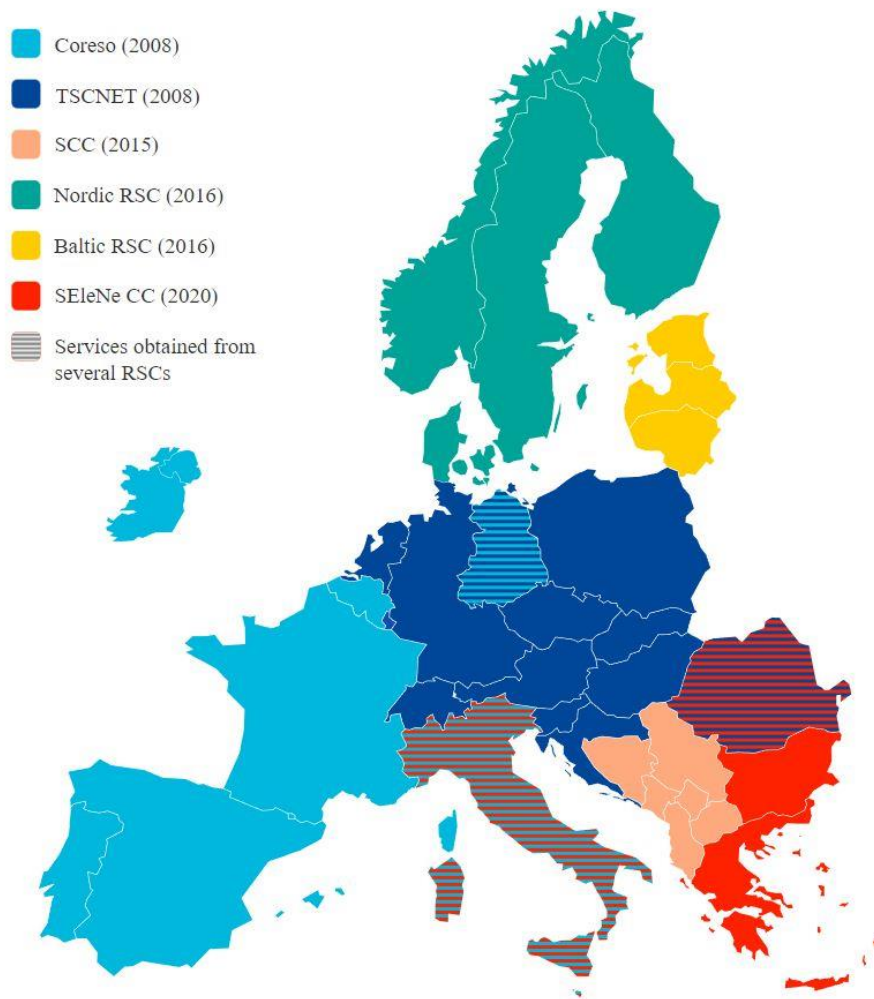 Coreso (2008)
TSCNET (2008)
SCC (2015)
Nordic RSC (2016)
Baltic RSC (2016)
SEleNe CC (2020)
Services obtained from
several RSCs